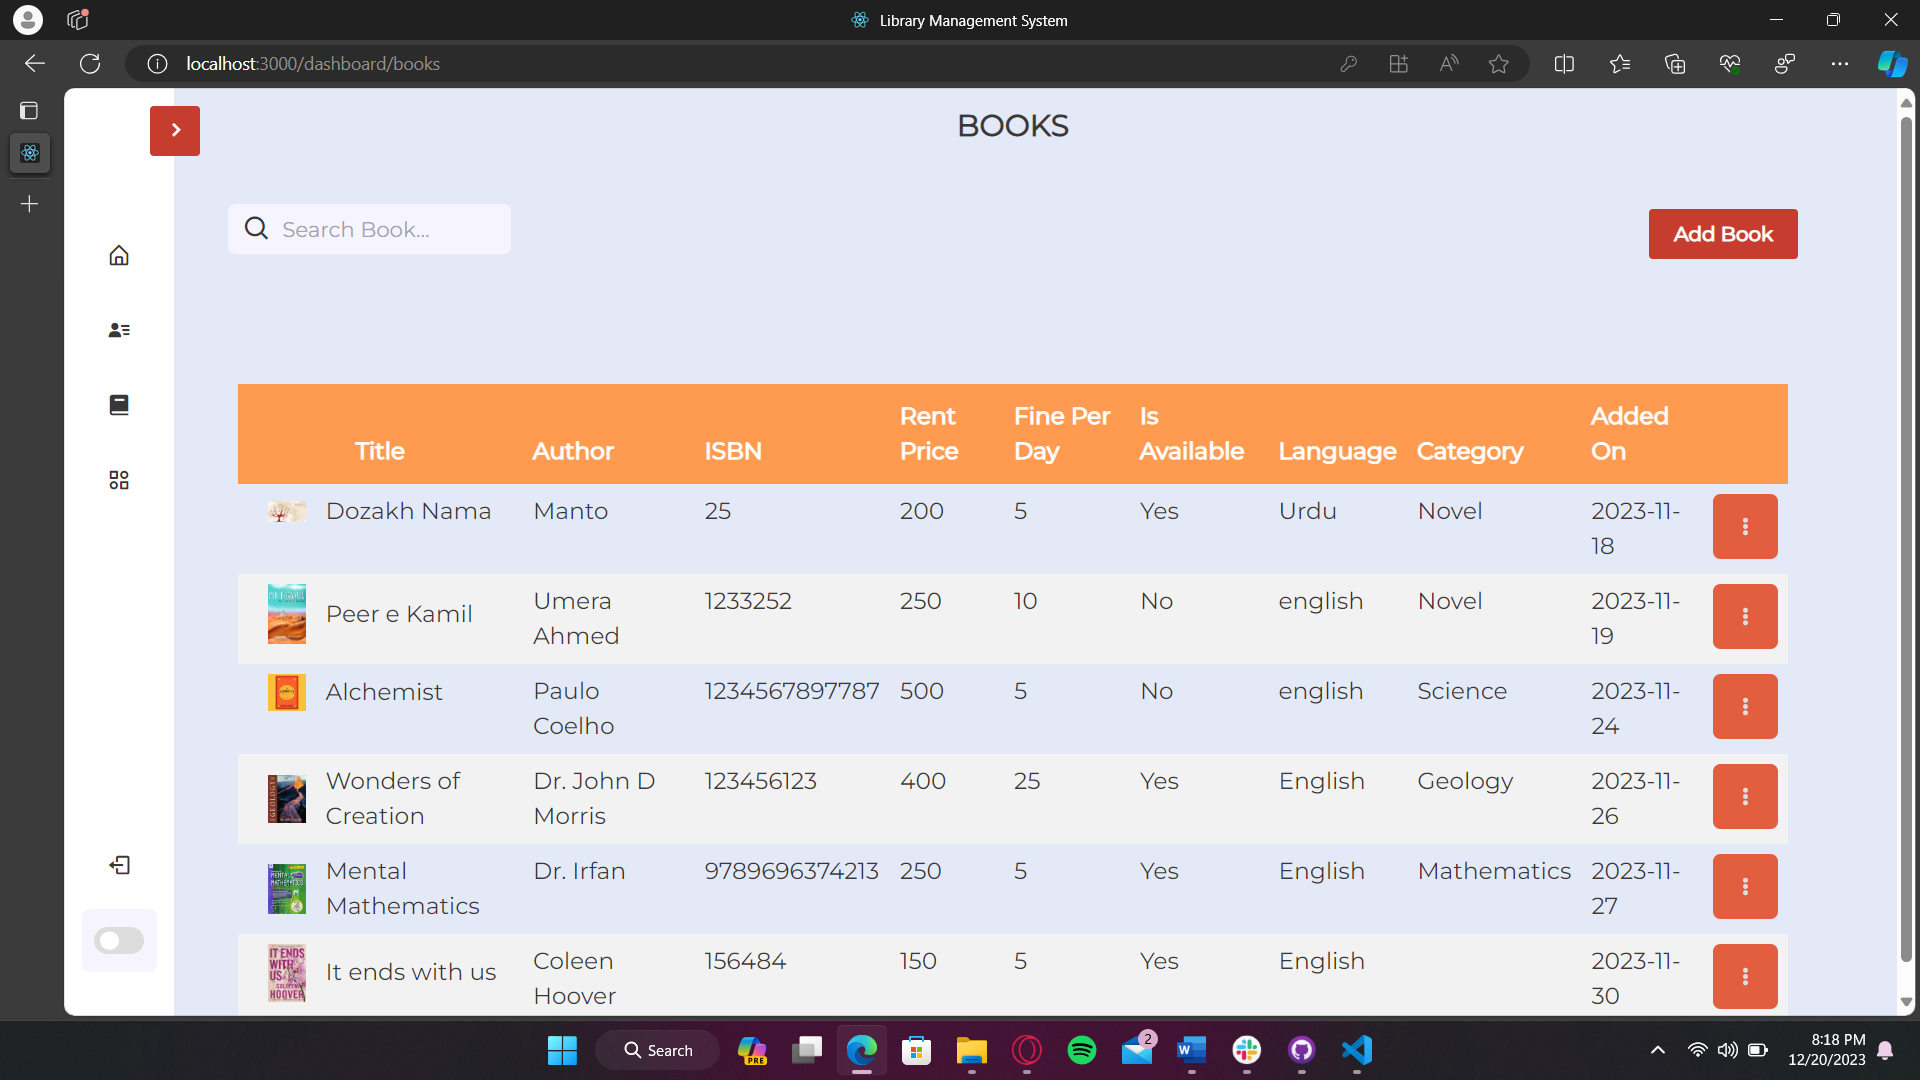 Library Management System
localhost:3000/dashboard/books
BOOKS
Search Book...
Add Book
Title Author ISBN Rent Price Fine Per Day Is Available Language Category Added On
Dozakh Nama Manto 25 200 5 Yes Urdu Novel 2023-11-18
Peer e Kamil Umera Ahmed 1233252 250 10 No english Novel 2023-11-19
Alchemist Paulo Coelho 1234567897787 500 5 No english Science 2023-11-24
GEOLOGY
Wonders of Creation Dr. John D Morris 123456123 400 25 Yes English Geology 2023-11-26
MENTAL
MATHEMATICS
Mental Mathematics Dr. Irfan 9789696374213 250 5 Yes English Mathematics 2023-11-27
IT ENDS
WITH
US
COLLEEN
HOOVER
It ends with us Coleen Hoover 156484 150 5 Yes English 2023-11-30
Search
PRE
2
8:18 PM
12/20/2023